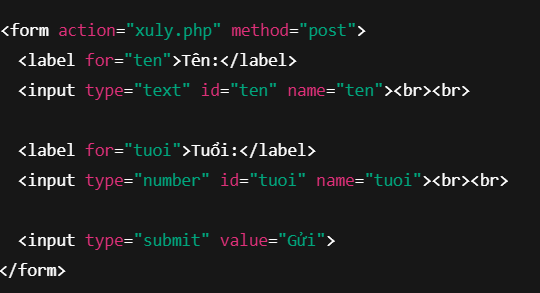 <form action="xuly.php" method="post">
<label for="ten">Tên:</label>
<input type="text" id="ten" name="ten"><br><br>
<label for="tuoi">Tuổi:</label>
<input type="number" id="tuoi" name="tuoi"><br><br>
<input type="submit" value="Gửi">
</form>